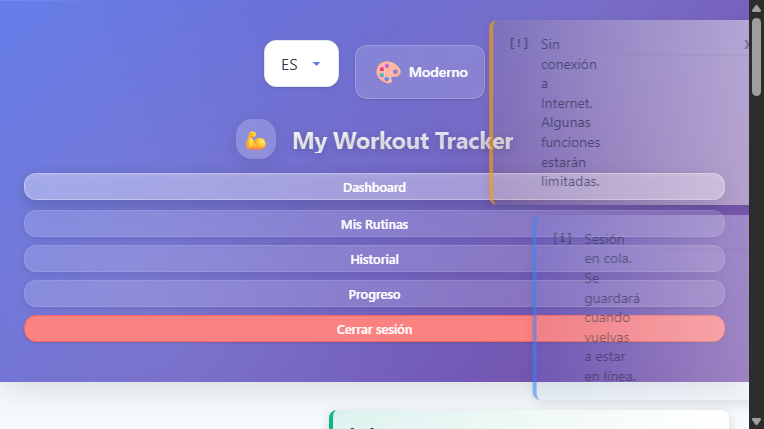 ES
Moderno
My Workout Tracker
Dashboard
Mis Rutinas
Historial
Progreso
Cerrar sesión
[!] Sin
conexión
a
Internet.
Algunas
funciones
estarán
limitadas.
[i] Sesión
en cola.
Se
guardará
cuando
vuelvas
a estar
en línea.